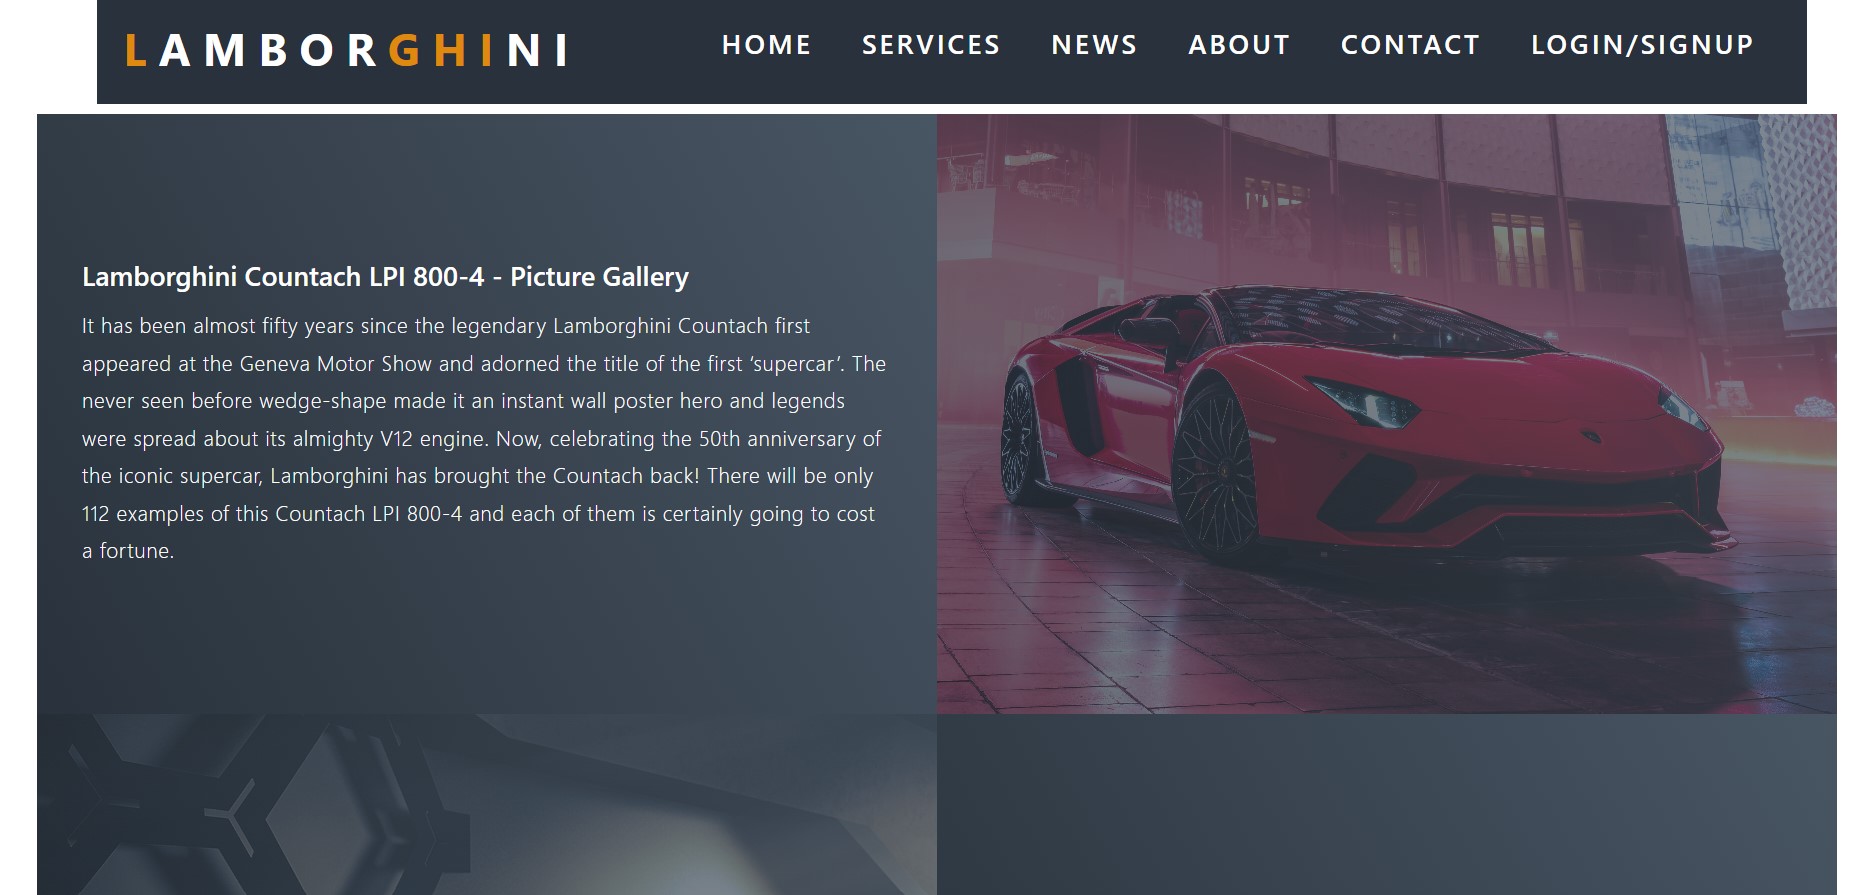 LAMBORGHINI HOME SERVICES NEWS ABOUT CONTACT LOGIN/SIGNUP
Lamborghini Countach LPI 800-4 - Picture Gallery
It has been almost fifty years since the legendary Lamborghini Countach first
appeared at the Geneva Motor Show and adorned the title of the first ‘supercar’. The
never seen before wedge-shape made it an instant wall poster hero and legends
were spread about its almighty V12 engine. Now, celebrating the 50th anniversary of
the iconic supercar, Lamborghini has brought the Countach back! There will be only
112 examples of this Countach LPI 800-4 and each of them is certainly going to cost
a fortune.